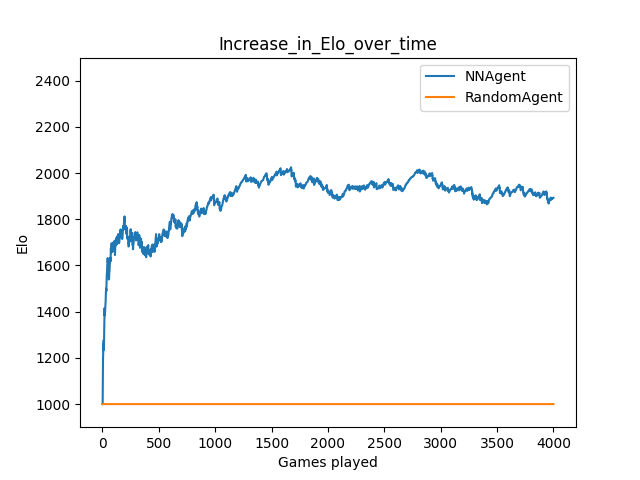 Increase_in_Elo_over_time
NNAgent
RandomAgent
2400
2200
2000
1800
1600
1400
1200
1000
Elo
0 500 1000 1500 2000 2500 3000 3500 4000
Games played